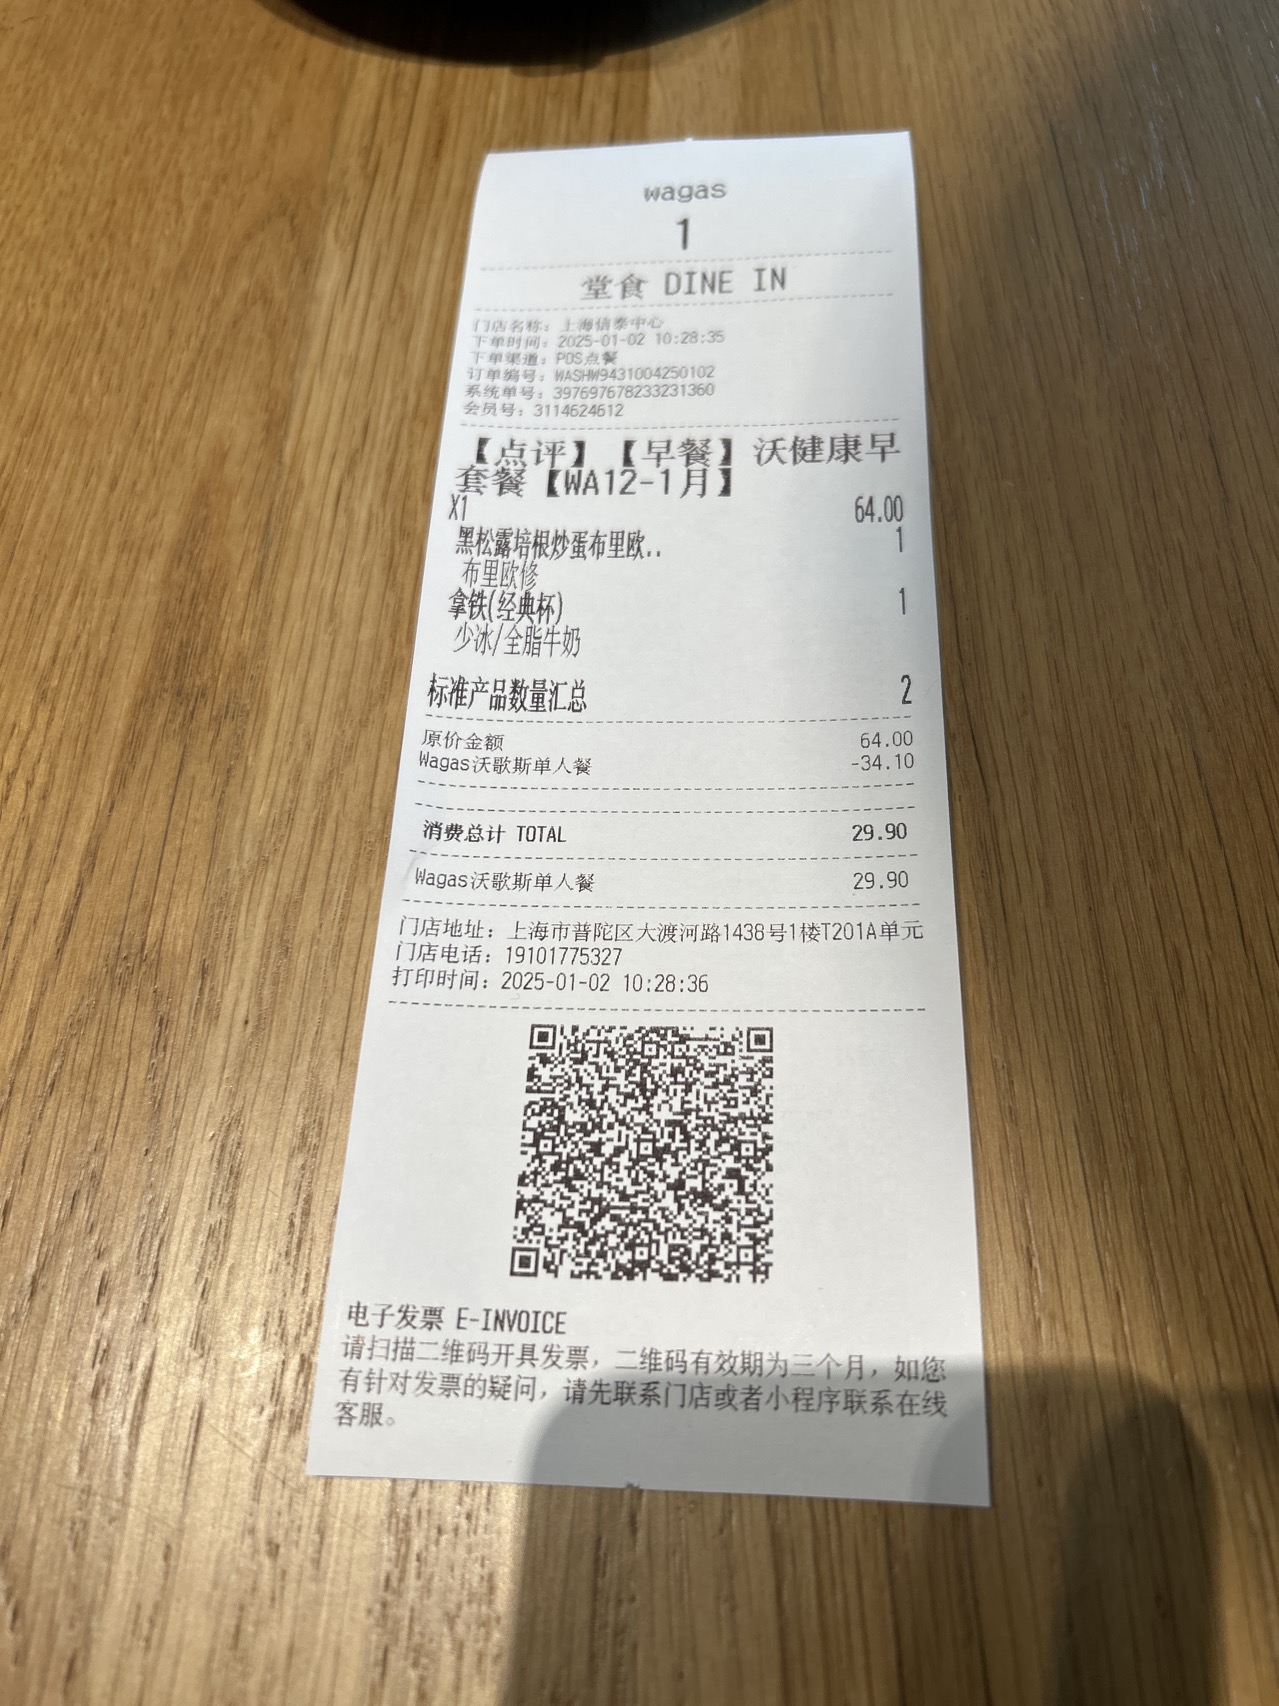 wagas
1
堂食 DINE IN
门店名称：上海信泰中心
下单时间：2025-01-02 10:28:35
下单渠道：POS点餐
订单编号：WASHW9431004250102
系统单号：397697678233231360
会员号：3114624612
【点评】【早餐】沃健康早
套餐【WA12-1月】
X1 64.00
黑松露培根炒蛋布里欧.. 1
布里欧修
拿铁(经典杯) 1
少冰/全脂牛奶
标准产品数量汇总 2
原价金额 64.00
Wagas沃歌斯单人餐 -34.10
消费总计 TOTAL 29.90
Wagas沃歌斯单人餐 29.90
门店地址：上海市普陀区大渡河路1438号1楼T201A单元
门店电话：19101775327
打印时间：2025-01-02 10:28:36
电子发票 E-INVOICE
请扫描二维码开具发票，二维码有效期为三个月，如您
有针对发票的疑问，请先联系门店或者小程序联系在线
客服。